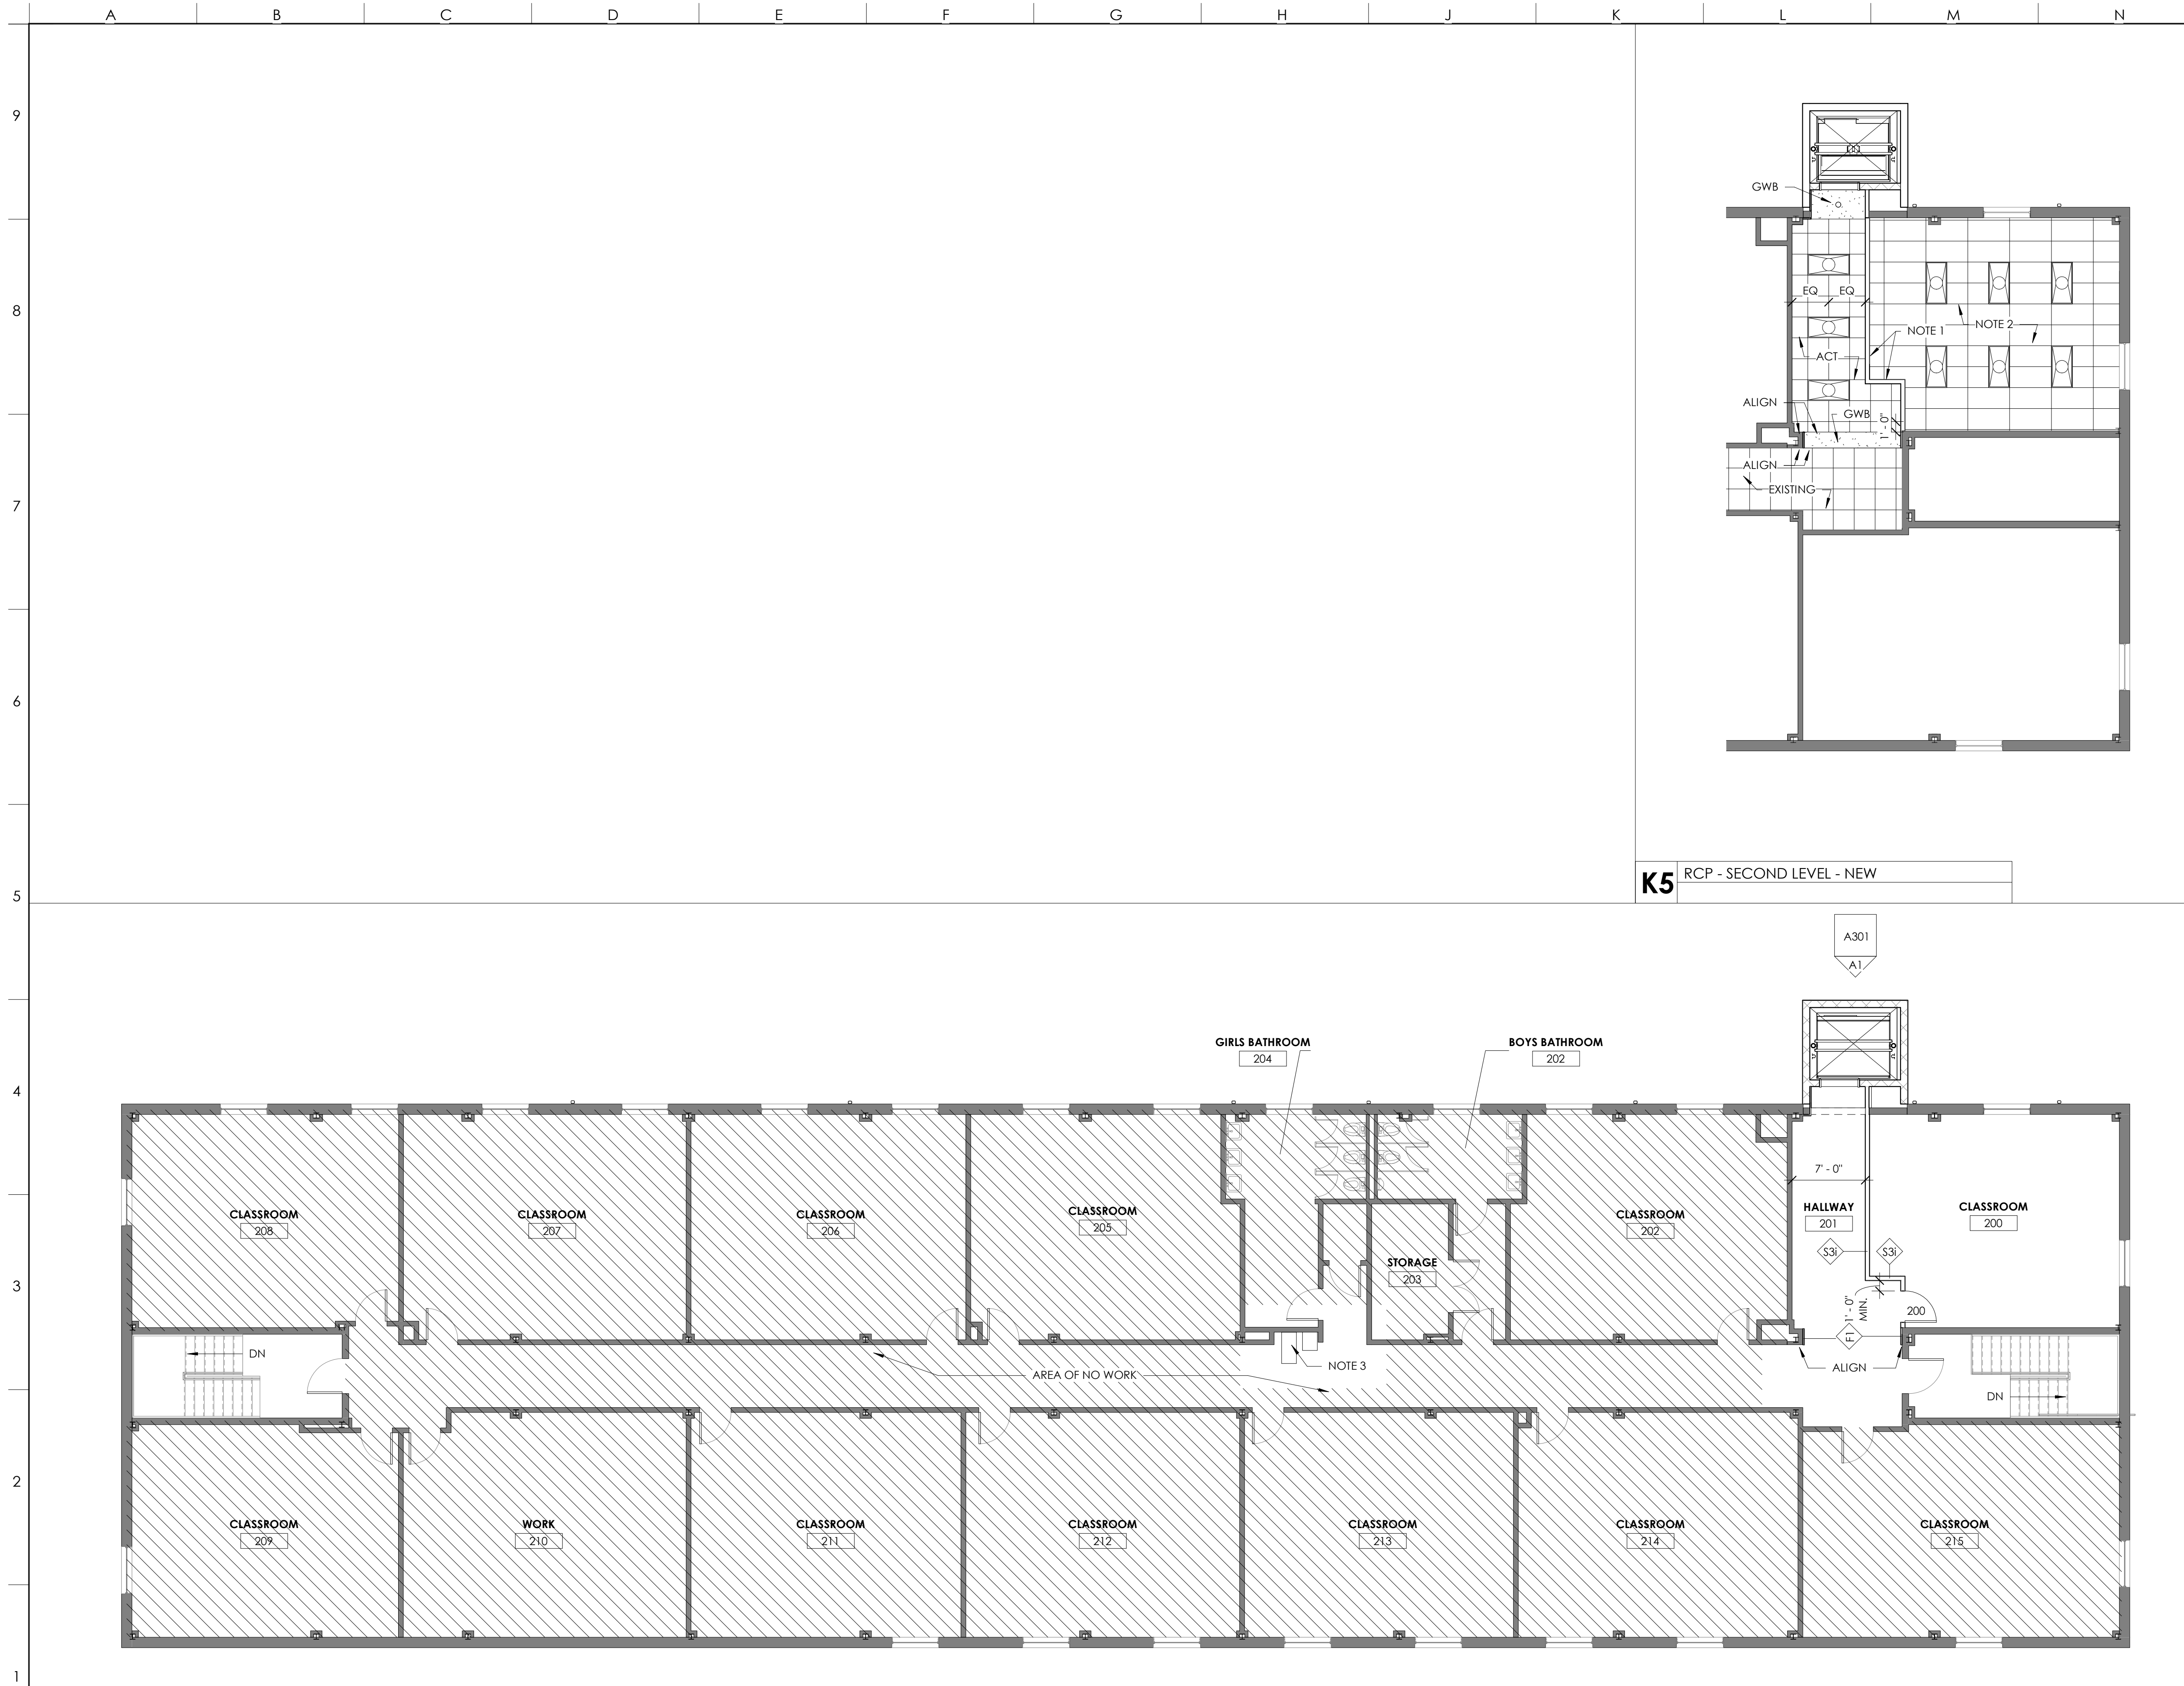 A B C D E F G H J K L M N
9
GWB
8
EQ EQ
NOTE 1 NOTE 2
ACT
ALIGN
GWB
1' - 0"
ALIGN
7
EXISTING
6
5
K5 RCP - SECOND LEVEL - NEW
A301
A1
4
GIRLS BATHROOM
204
BOYS BATHROOM
202
7' - 0"
CLASSROOM
208
CLASSROOM
207
CLASSROOM
206
CLASSROOM
205
CLASSROOM
202
HALLWAY
201
CLASSROOM
200
S3i S3i
STORAGE
203
3
1' - 0"
MIN.
200
F1
DN
AREA OF NO WORK
NOTE 3
ALIGN
DN
2
CLASSROOM
209
WORK
210
CLASSROOM
211
CLASSROOM
212
CLASSROOM
213
CLASSROOM
214
CLASSROOM
215
1